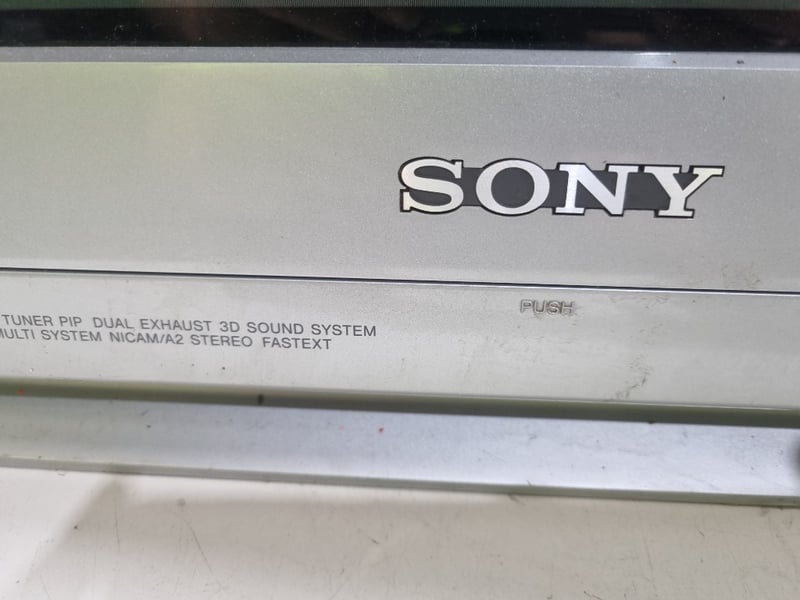 SONY
PUSH
TUNER PIP DUAL EXHAUST 3D SOUND SYSTEM
MULTI SYSTEM NICAM/A2 STEREO FASTEXT